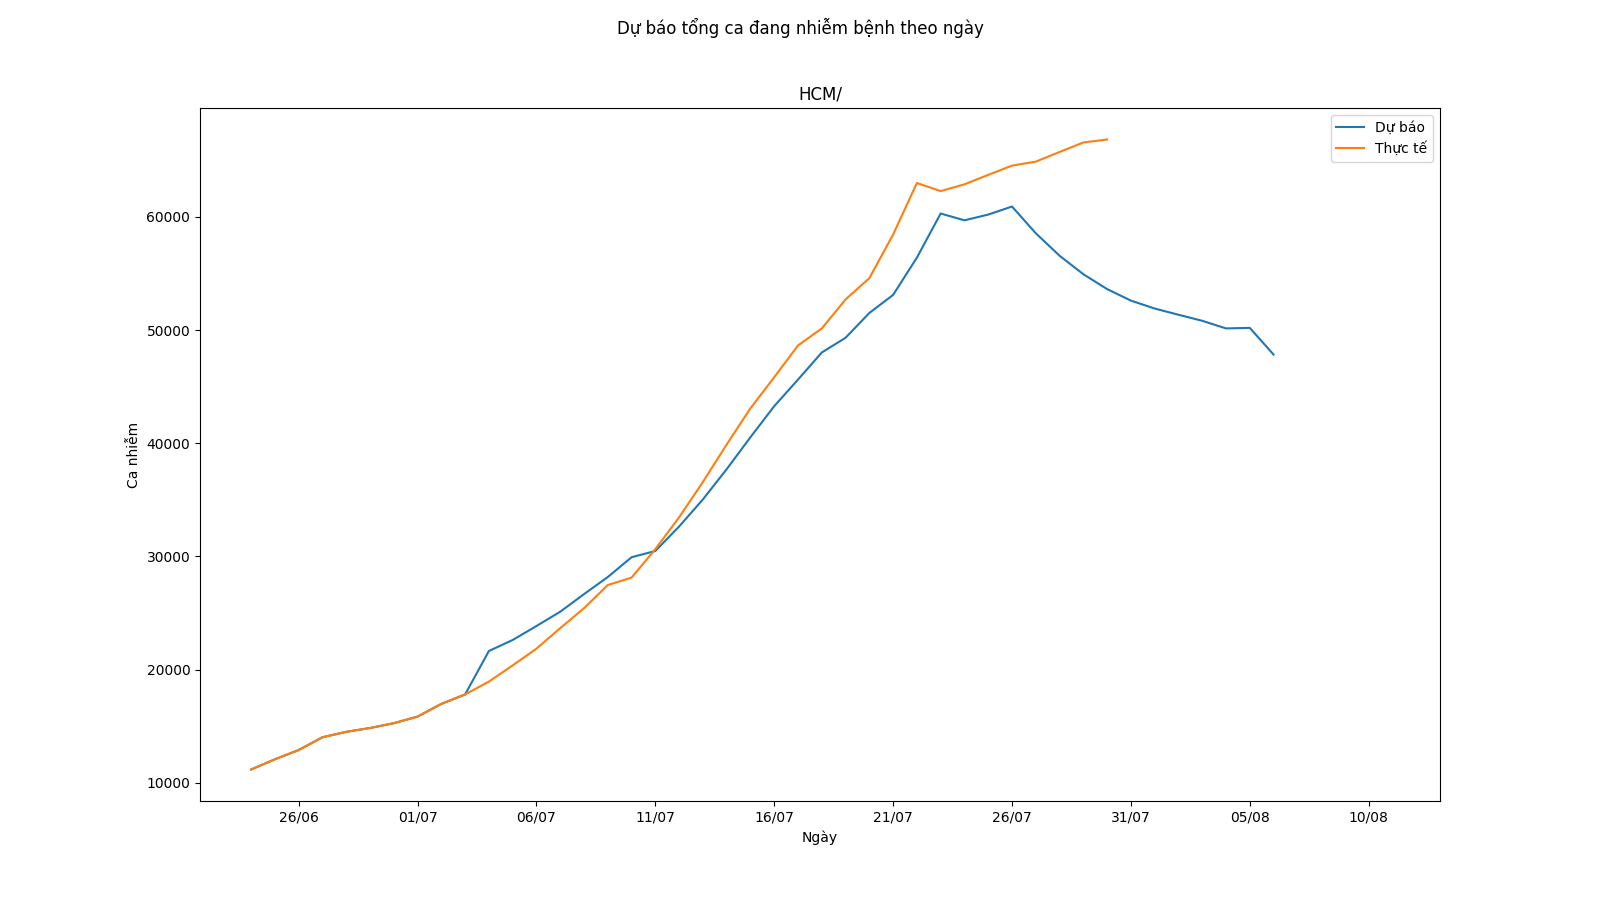 Dự báo tổng ca đang nhiễm bệnh theo ngày
HCM/
Dự báo
Thực tế
60000
50000
40000
30000
20000
10000
Ca nhiễm
26/06 01/07 06/07 11/07 16/07 21/07 26/07 31/07 05/08 10/08
Ngày